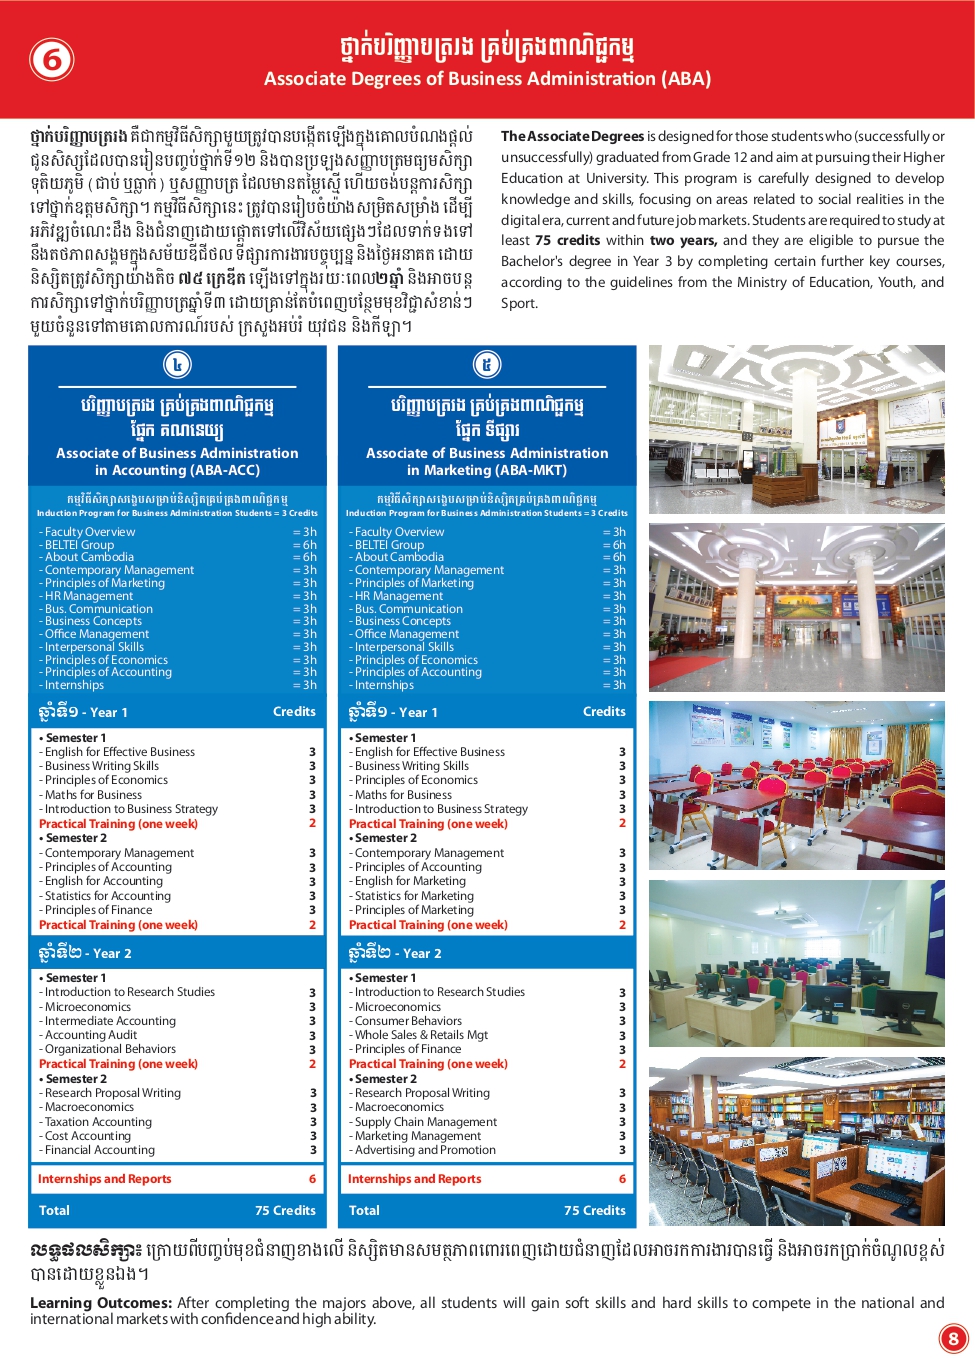 6
ថ្នាក់បរិញ្ញាបត្ររង គ្រប់គ្រងពាណិជ្ជកម្ម
Associate Degrees of Business Administration (ABA)
ថ្នាក់បរិញ្ញាបត្ររង គឺជាកម្មវិធីសិក្សាមួយត្រូវបានបង្កើតឡើងក្នុងគោលបំណងផ្តល់
ជូនសិស្សដែលបានរៀនបញ្ចប់ថ្នាក់ទី១២ និងបានប្រឡងសញ្ញាបត្រមធ្យមសិក្សា
ទុតិយភូមិ ( ជាប់ ឬធ្លាក់ ) ឬសញ្ញាបត្រ ដែលមានតម្លៃស្មើ ហើយចង់បន្តការសិក្សា
ទៅថ្នាក់ឧត្តមសិក្សា។ កម្មវិធីសិក្សានេះ ត្រូវបានរៀបចំយ៉ាងសម្រិតសម្រាំង ដើម្បី
អភិវឌ្ឍចំណេះដឹង និងជំនាញដោយផ្តោតទៅលើវិស័យផ្សេងៗដែលទាក់ទងទៅ
នឹងតថភាពសង្គមក្នុងសម័យឌីជីថល ទីផ្សារការងារបច្ចុប្បន្ន និងថ្ងៃអនាគត ដោយ
និស្សិតត្រូវសិក្សាយ៉ាងតិច ៧៥ ក្រេឌីត ឡើងទៅក្នុងរយៈពេល២ឆ្នាំ និងអាចបន្ត
ការសិក្សាទៅថ្នាក់បរិញ្ញាបត្រឆ្នាំទី៣ ដោយគ្រាន់តែបំពេញបន្ថែមមុខវិជ្ជាសំខាន់ៗ
មួយចំនួនទៅតាមគោលការណ៍របស់ ក្រសួងអប់រំ យុវជន និងកីឡា។
The Associate Degrees is designed for those students who (successfully or
unsuccessfully) graduated from Grade 12 and aim at pursuing their Higher
Education at University. This program is carefully designed to develop
knowledge and skills, focusing on areas related to social realities in the
digital era, current and future job markets. Students are required to study at
least 75 credits within two years, and they are eligible to pursue the
Bachelor's degree in Year 3 by completing certain further key courses,
according to the guidelines from the Ministry of Education, Youth, and
Sport.
៤
បរិញ្ញាបត្ររង គ្រប់គ្រងពាណិជ្ជកម្ម
ផ្នែក គណនេយ្យ
Associate of Business Administration
in Accounting (ABA-ACC)
កម្មវិធីសិក្សាសង្ខេបសម្រាប់និស្សិតគ្រប់គ្រងពាណិជ្ជកម្ម
Induction Program for Business Administration Students = 3 Credits
- Faculty Overview = 3h
- BELTEI Group = 6h
- About Cambodia = 6h
- Contemporary Management = 3h
- Principles of Marketing = 3h
- HR Management = 3h
- Bus. Communication = 3h
- Business Concepts = 3h
- Office Management = 3h
- Interpersonal Skills = 3h
- Principles of Economics = 3h
- Principles of Accounting = 3h
- Internships = 3h
ឆ្នាំទី១ - Year 1 Credits
• Semester 1
- English for Effective Business 3
- Business Writing Skills 3
- Principles of Economics 3
- Maths for Business 3
- Introduction to Business Strategy 3
Practical Training (one week) 2
• Semester 2
- Contemporary Management 3
- Principles of Accounting 3
- English for Accounting 3
- Statistics for Accounting 3
- Principles of Finance 3
Practical Training (one week) 2
ឆ្នាំទី២ - Year 2
• Semester 1
- Introduction to Research Studies 3
- Microeconomics 3
- Intermediate Accounting 3
- Accounting Audit 3
- Organizational Behaviors 3
Practical Training (one week) 2
• Semester 2
- Research Proposal Writing 3
- Macroeconomics 3
- Taxation Accounting 3
- Cost Accounting 3
- Financial Accounting 3
Internships and Reports 6
Total 75 Credits
៥
បរិញ្ញាបត្ររង គ្រប់គ្រងពាណិជ្ជកម្ម
ផ្នែក ទីផ្សារ
Associate of Business Administration
in Marketing (ABA-MKT)
កម្មវិធីសិក្សាសង្ខេបសម្រាប់និស្សិតគ្រប់គ្រងពាណិជ្ជកម្ម
Induction Program for Business Administration Students = 3 Credits
- Faculty Overview = 3h
- BELTEI Group = 6h
- About Cambodia = 6h
- Contemporary Management = 3h
- Principles of Marketing = 3h
- HR Management = 3h
- Bus. Communication = 3h
- Business Concepts = 3h
- Office Management = 3h
- Interpersonal Skills = 3h
- Principles of Economics = 3h
- Principles of Accounting = 3h
- Internships = 3h
ឆ្នាំទី១ - Year 1 Credits
• Semester 1
- English for Effective Business 3
- Business Writing Skills 3
- Principles of Economics 3
- Maths for Business 3
- Introduction to Business Strategy 3
Practical Training (one week) 2
• Semester 2
- Contemporary Management 3
- Principles of Accounting 3
- English for Marketing 3
- Statistics for Marketing 3
- Principles of Marketing 3
Practical Training (one week) 2
ឆ្នាំទី២ - Year 2
• Semester 1
- Introduction to Research Studies 3
- Microeconomics 3
- Consumer Behaviors 3
- Whole Sales & Retails Mgt 3
- Principles of Finance 3
Practical Training (one week) 2
• Semester 2
- Research Proposal Writing 3
- Macroeconomics 3
- Supply Chain Management 3
- Marketing Management 3
- Advertising and Promotion 3
Internships and Reports 6
Total 75 Credits
លទ្ធផលសិក្សា៖ ក្រោយពីបញ្ចប់មុខជំនាញខាងលើ និស្សិតមានសមត្ថភាពពោរពេញដោយជំនាញដែលអាចរកការងារបានធ្វើ និងអាចរកប្រាក់ចំណូលខ្ពស់
បានដោយខ្លួនឯង។
Learning Outcomes: After completing the majors above, all students will gain soft skills and hard skills to compete in the national and
international markets with confidence and high ability.
8